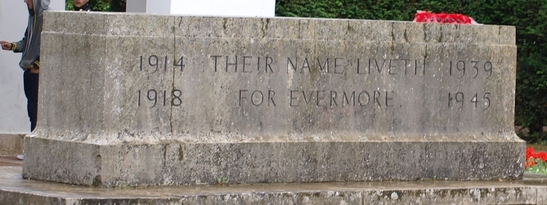 1914 THEIR NAME LIVETH 1939
1918 FOR EVERMORE. 1945